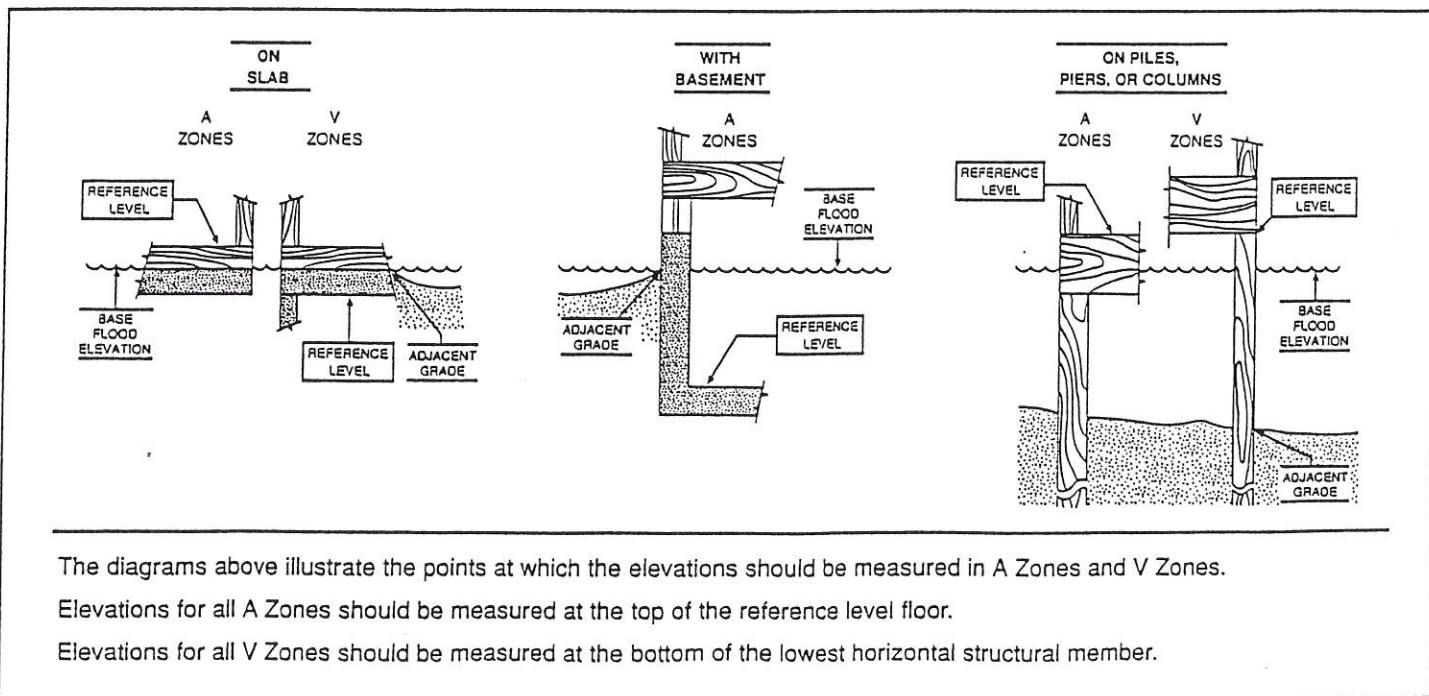 ON
SLAB
A
ZONES
V
ZONES
REFERENCE
LEVEL
BASE
FLOOD
ELEVATION
REFERENCE
LEVEL
ADJACENT
GRADE
WITH
BASEMENT
A
ZONES
BASE
FLOOD
ELEVATION
ADJACENT
GRADE
REFERENCE
LEVEL
ON PILES,
PIERS, OR COLUMNS
A
ZONES
V
ZONES
REFERENCE
LEVEL
REFERENCE
LEVEL
BASE
FLOOD
ELEVATION
ADJACENT
GRADE
The diagrams above illustrate the points at which the elevations should be measured in A Zones and V Zones.
Elevations for all A Zones should be measured at the top of the reference level floor.
Elevations for all V Zones should be measured at the bottom of the lowest horizontal structural member.